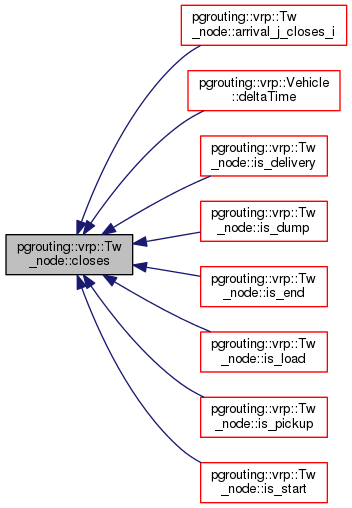 pgrouting::vrp::Tw
_node::arrival_j_closes_i
pgrouting::vrp::Vehicle
::deltaTime
pgrouting::vrp::Tw
_node::is_delivery
pgrouting::vrp::Tw
_node::is_dump
pgrouting::vrp::Tw
_node::closes
pgrouting::vrp::Tw
_node::is_end
pgrouting::vrp::Tw
_node::is_load
pgrouting::vrp::Tw
_node::is_pickup
pgrouting::vrp::Tw
_node::is_start